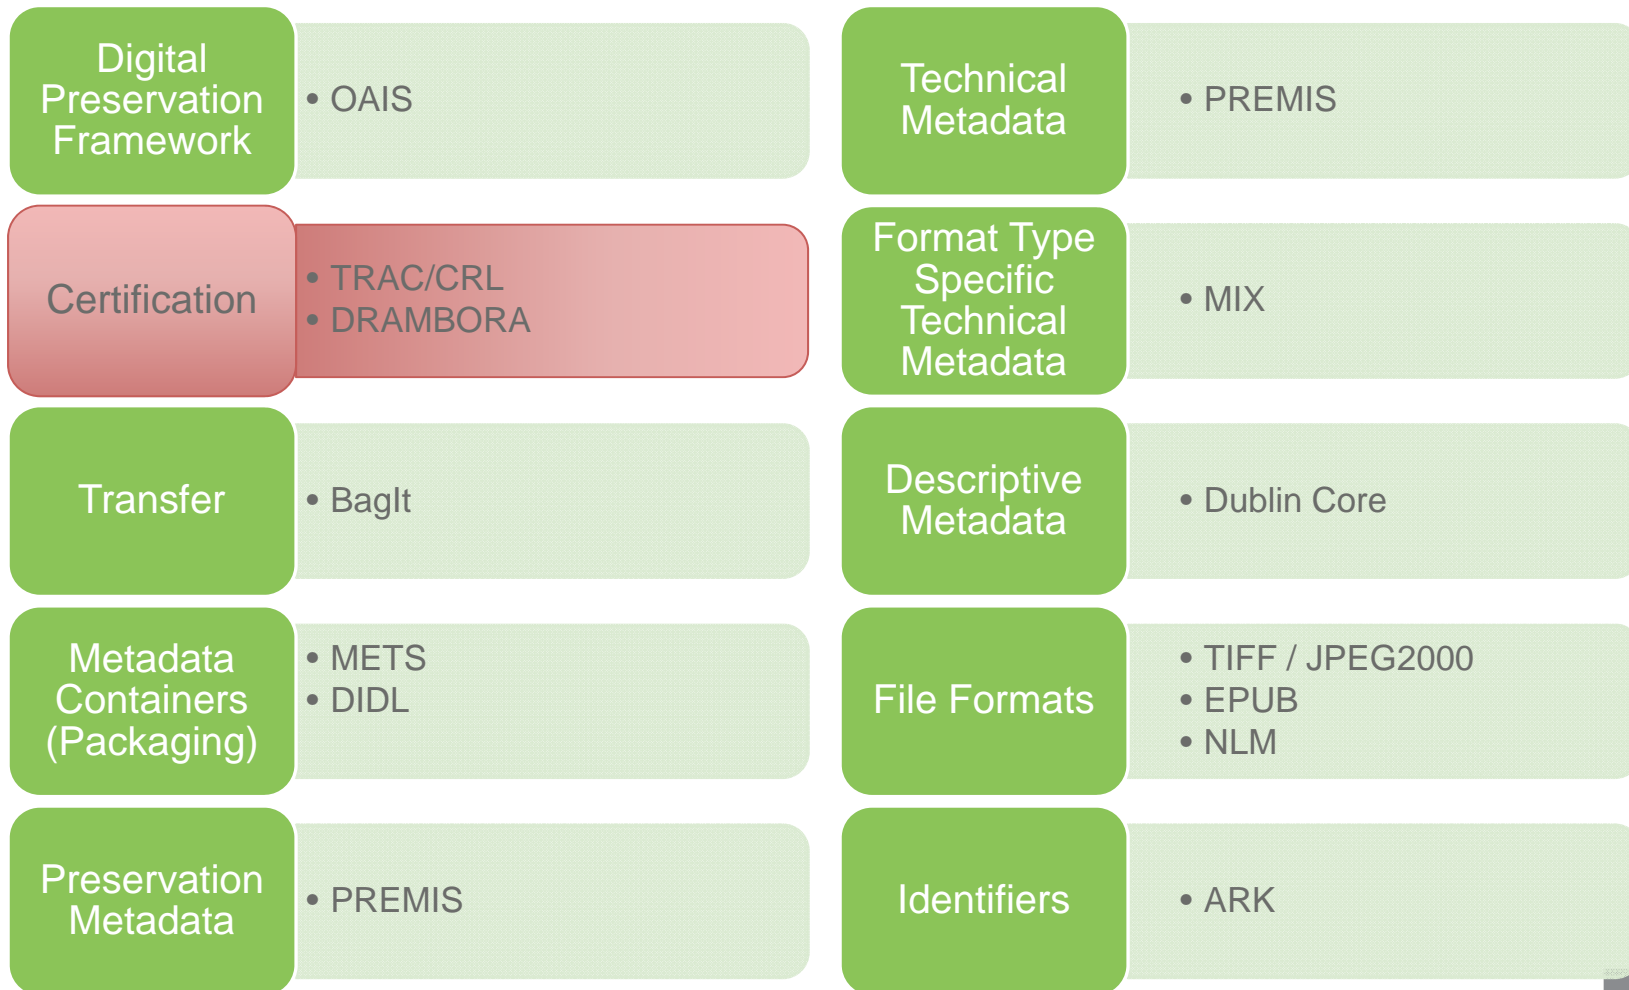 Digital
Preservation
Framework
• OAIS
Certification
• TRAC/CRL
• DRAMBORA
Transfer
• BagIt
Metadata
Containers
(Packaging)
• METS
• DIDL
Preservation
Metadata
• PREMIS
Technical
Metadata
• PREMIS
Format Type
Specific
Technical
Metadata
• MIX
Descriptive
Metadata
• Dublin Core
File Formats
• TIFF / JPEG2000
• EPUB
• NLM
Identifiers
• ARK